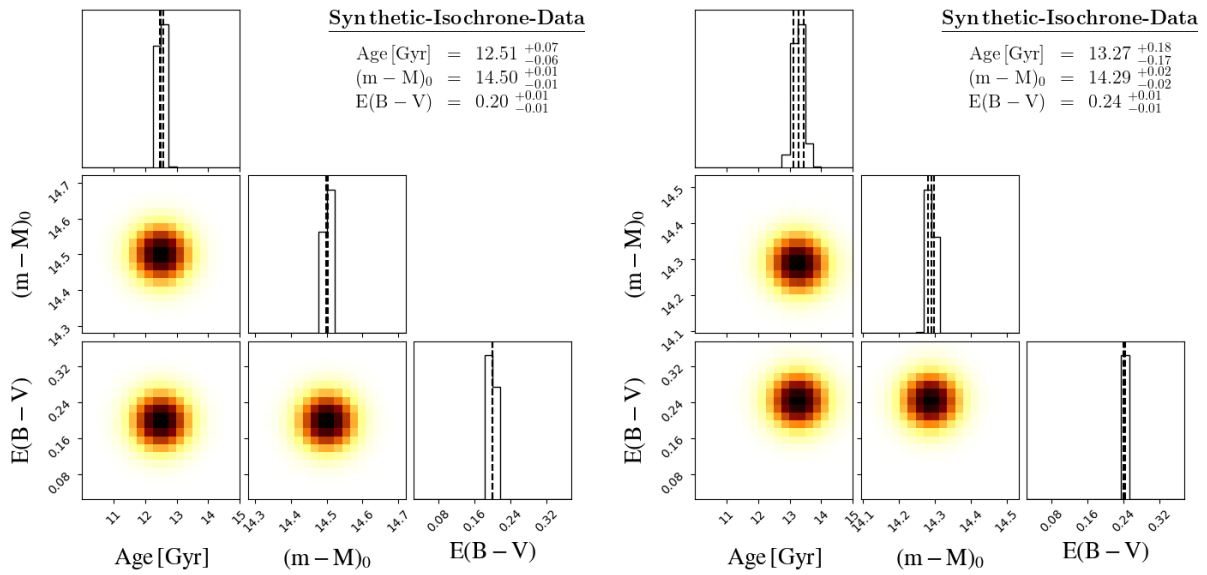 Synthetic-Isochrone-Data
Age [Gyr] = 12.51 +0.07 −0.06
(m − M)0 = 14.50 +0.01 −0.01
E(B − V) = 0.20 +0.01 −0.01
(m − M)0
14.7
14.6
14.5
14.4
14.3
E(B − V)
0.32
0.24
0.16
0.08
11 12 13 14 15
14.3 14.4 14.5 14.6 14.7
0.08 0.16 0.24 0.32
Age [Gyr]
(m − M)0
E(B − V)
Synthetic-Isochrone-Data
Age [Gyr] = 13.27 +0.18 −0.17
(m − M)0 = 14.29 +0.02 −0.02
E(B − V) = 0.24 +0.01 −0.01
(m − M)0
14.5
14.4
14.3
14.2
14.1
E(B − V)
0.32
0.24
0.16
0.08
11 12 13 14 15
14.1 14.2 14.3 14.4 14.5
0.08 0.16 0.24 0.32
Age [Gyr]
(m − M)0
E(B − V)